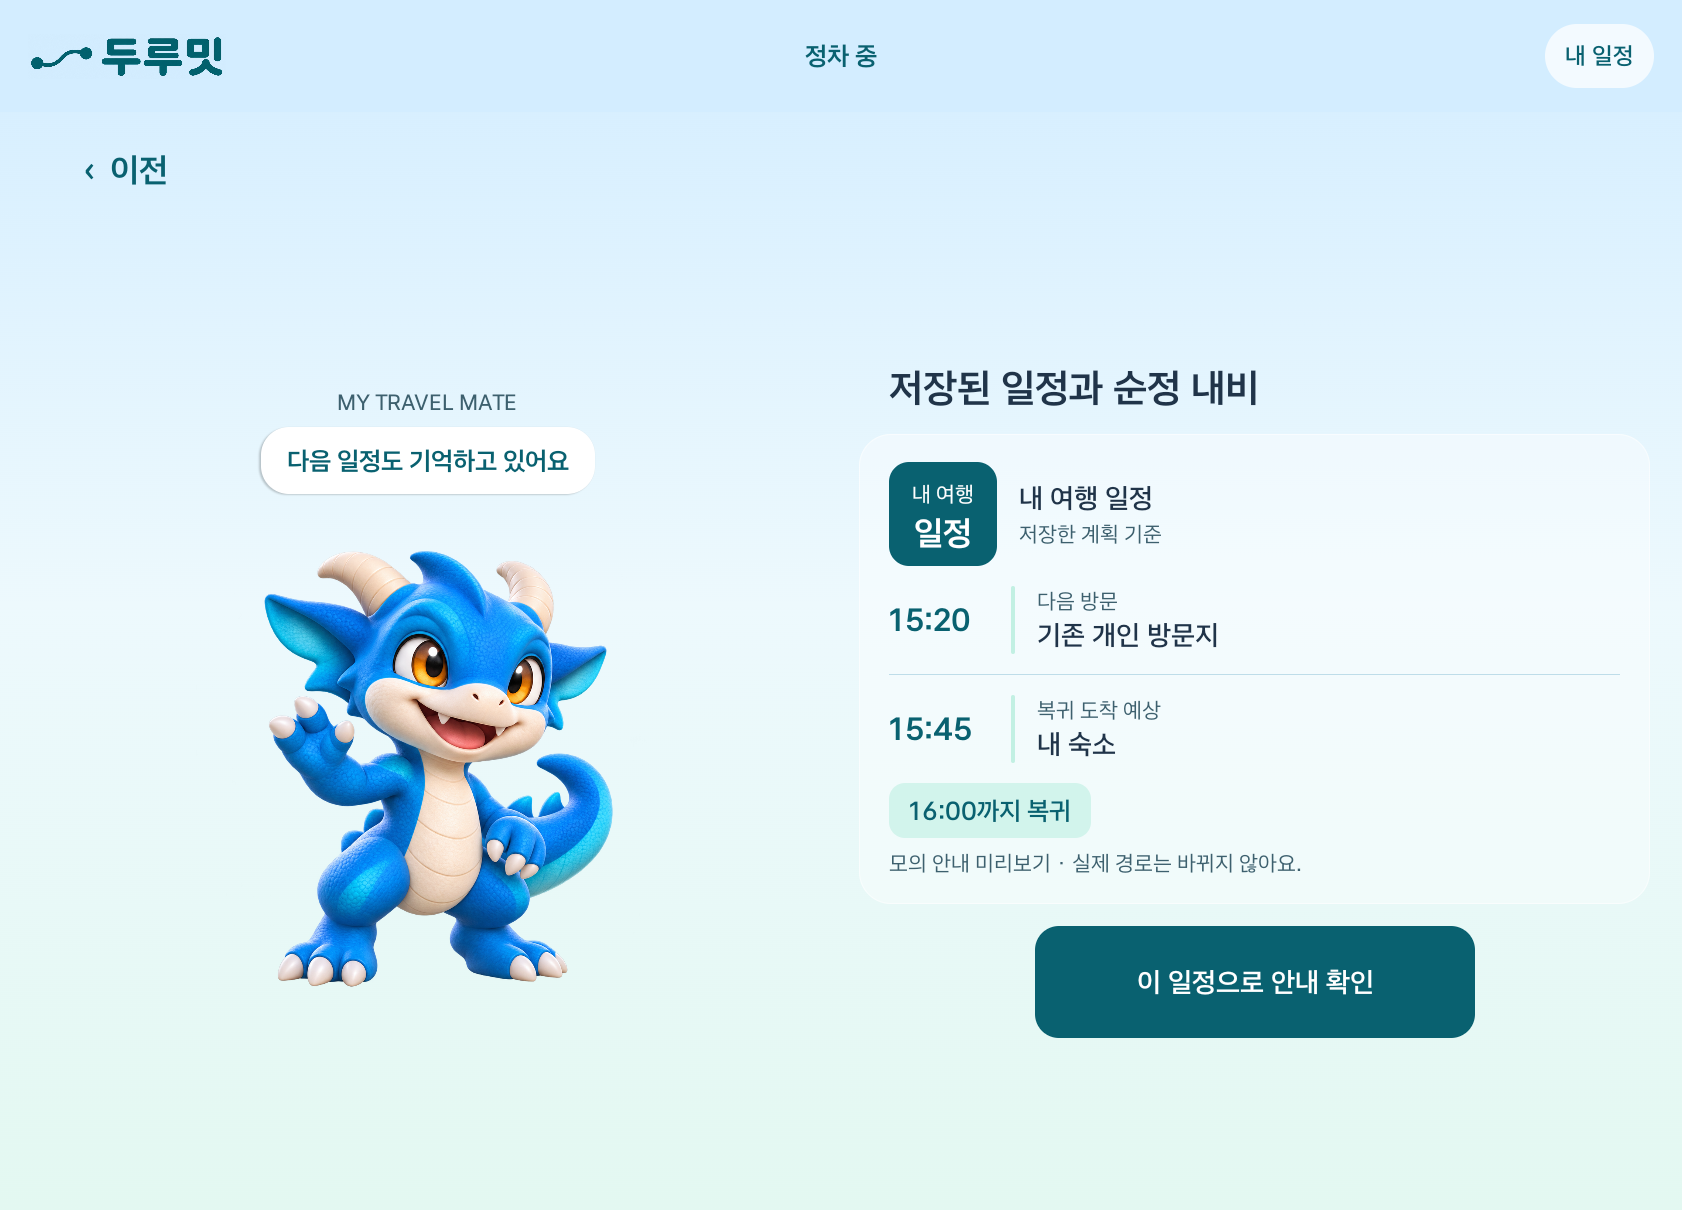 두루밋
정차 중
내 일정
‹ 이전
MY TRAVEL MATE
다음 일정도 기억하고 있어요
저장된 일정과 순정 내비
내 여행
일정
내 여행 일정
저장한 계획 기준
15:20
다음 방문
기존 개인 방문지
15:45
복귀 도착 예상
내 숙소
16:00까지 복귀
모의 안내 미리보기 · 실제 경로는 바뀌지 않아요.
이 일정으로 안내 확인